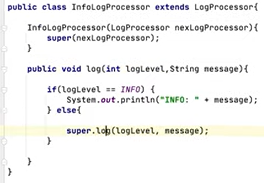 public class InfoLogProcessor extends LogProcessor{
InfoLogProcessor(LogProcessor nexLogProcessor){
super(nexLogProcessor);
}
public void log(int logLevel,String message){
if(logLevel == INFO) {
System.out.println("INFO: " + message);
} else{
super.log(logLevel, message);
}
}
}